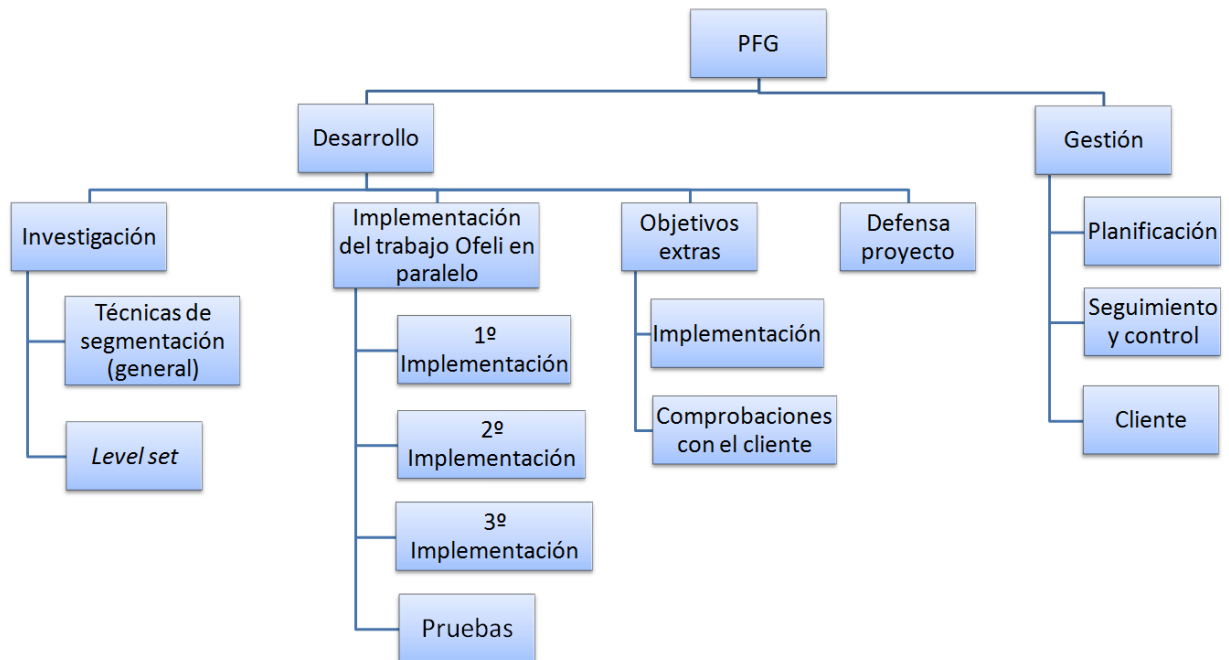 PFG
Desarrollo
Gestión
Investigación
Implementación
del trabajo Ofeli en
paralelo
Objetivos
extras
Defensa
proyecto
Planificación
Técnicas de
segmentación
(general)
1º
Implementación
Implementación
Seguimiento
y control
Level set
2º
Implementación
Comprobaciones
con el cliente
Cliente
3º
Implementación
Pruebas